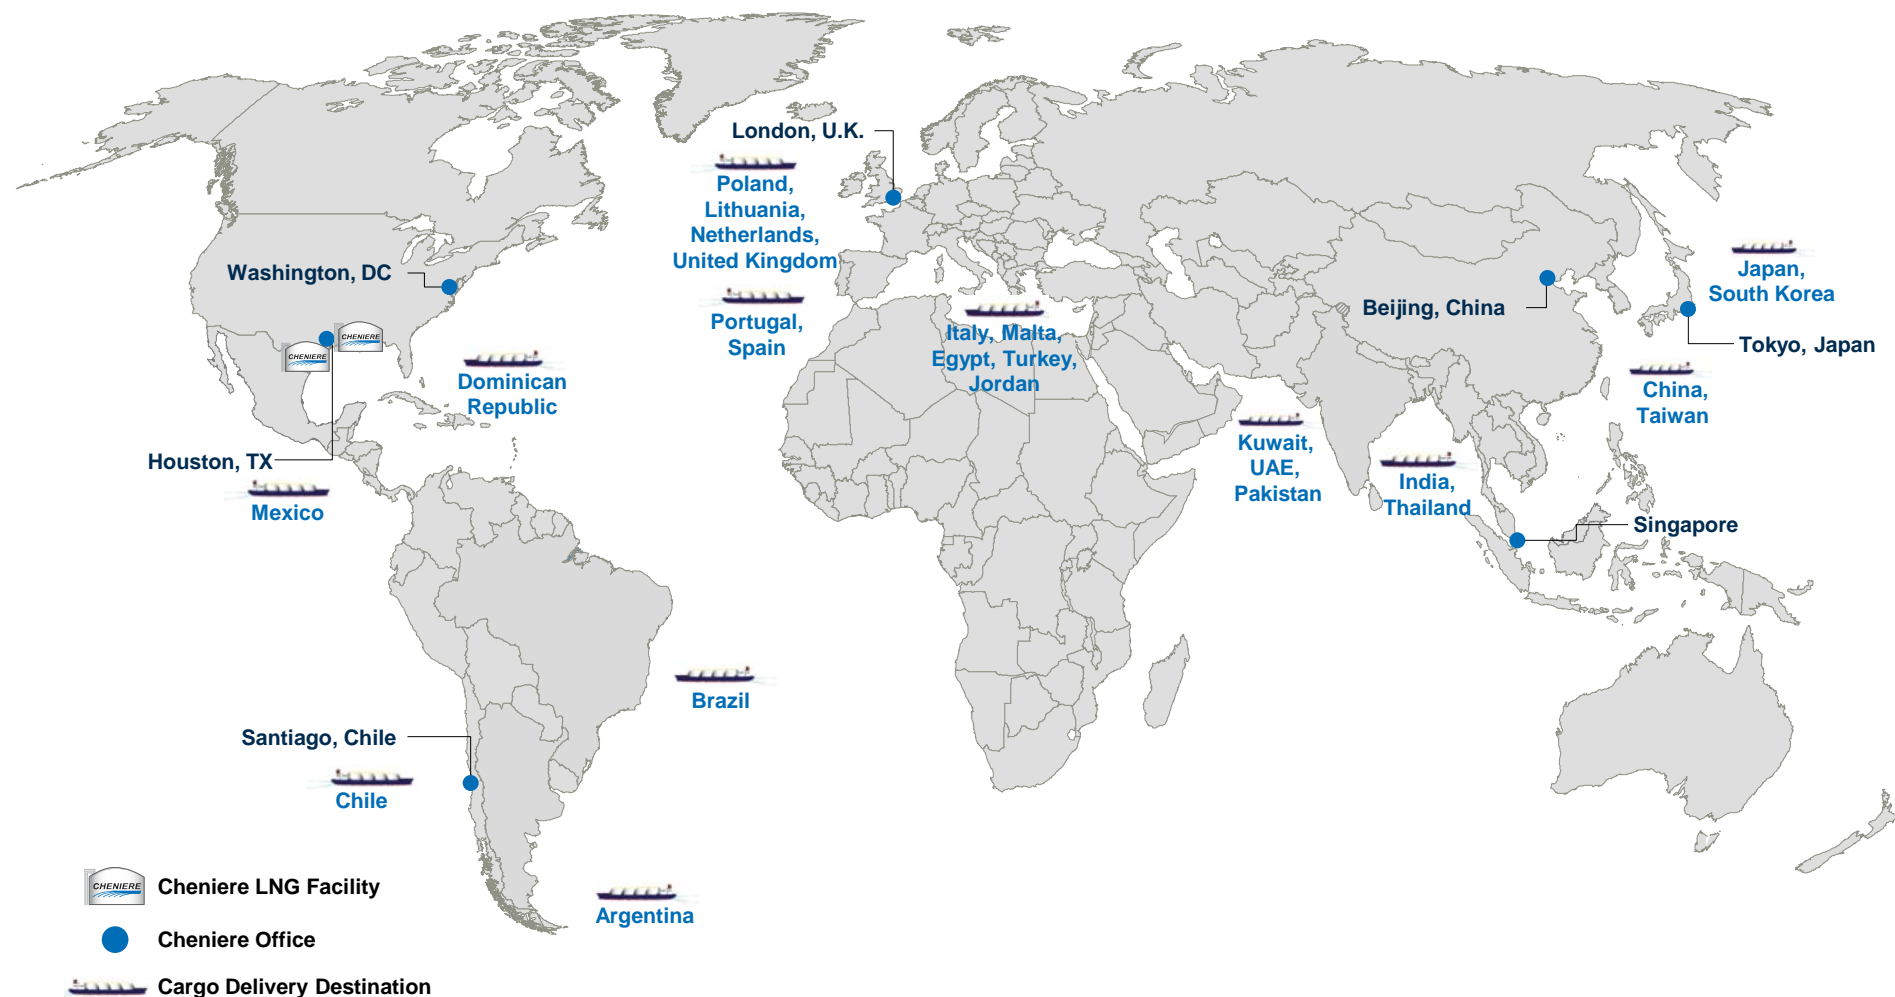 London, U.K.
Poland,
Lithuania,
Netherlands,
United Kingdom
Washington, DC
Portugal,
Spain
Italy, Malta,
Egypt, Turkey,
Jordan
Beijing, China
Japan,
South Korea
Tokyo, Japan
CHENIERE
CHENIERE
Dominican
Republic
China,
Taiwan
Houston, TX
Mexico
Kuwait,
UAE,
Pakistan
India,
Thailand
Singapore
Brazil
Santiago, Chile
Chile
Argentina
CHENIERE
Cheniere LNG Facility
Cheniere Office
Cargo Delivery Destination